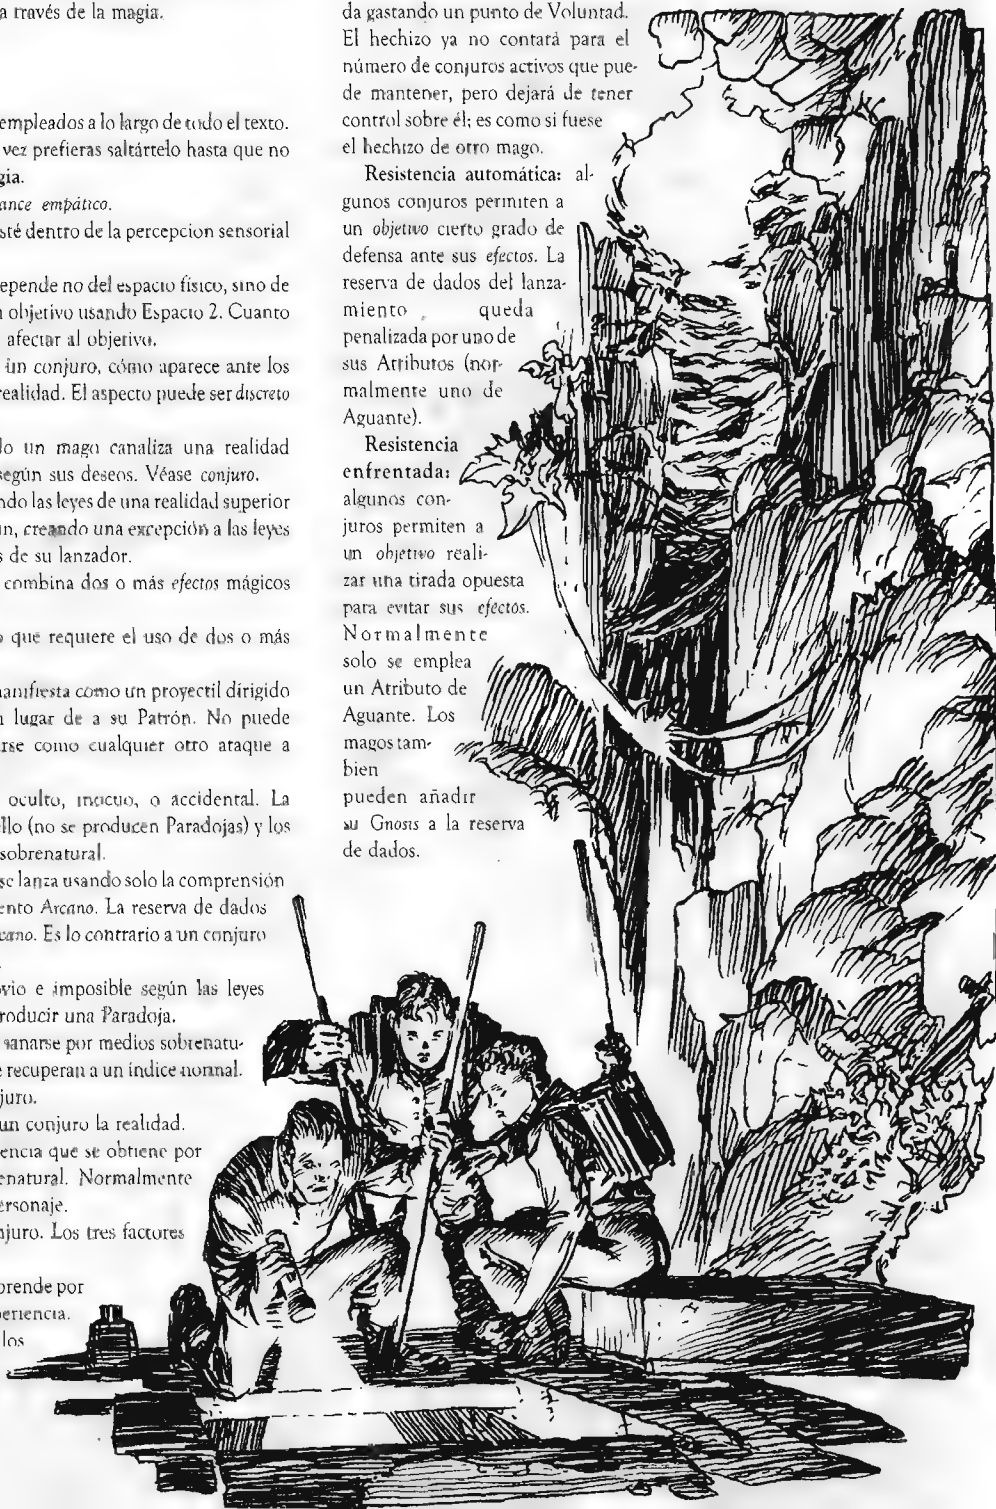 a través de la magia.
empleados a lo largo de todo el texto.
vez prefieras saltártelo hasta que no
gia.
ance empático.
sté dentro de la percepcion sensorial
epende no del espacio físico, sino de
objetivo usando Espacio 2. Cuanto
afectar al objetivo.
un conjuro, cómo aparece ante los
realidad. El aspecto puede ser discreto
do un mago canaliza una realidad
según sus deseos. Véase conjuro.
ndo las leyes de una realidad superior
ún, creando una excepción a las leyes
s de su lanzador.
combina dos o más efectos mágicos
o que requiere el uso de dos o más
manifiesta como un proyectil dirigido
n lugar de a su Patrón. No puede
rse como cualquier otro ataque a
oculto, inocuo, o accidental. La
llo (no se producen Paradojas) y los
sobrenatural.
se lanza usando solo la comprensión
ento Arcano. La reserva de dados
cano. Es lo contrario a un conjuro
vio e imposible según las leyes
roducir una Paradoja.
sanarse por medios sobrenatu-
e recuperan a un índice normal.
juro.
un conjuro la realidad.
encia que se obtiene por
enatural. Normalmente
ersonaje.
njuro. Los tres factores
prende por
periencia.
los
da gastando un punto de Voluntad.
El hechizo ya no contará para el
número de conjuros activos que pue-
de mantener, pero dejará de tener
control sobre él; es como si fuese
el hechizo de otro mago.
Resistencia automática: al-
gunos conjuros permiten a
un objetivo cierto grado de
defensa ante sus efectos. La
reserva de dados del lanza-
miento queda
penalizada por uno de
sus Atributos (nor-
malmente uno de
Aguante).
Resistencia
enfrentada:
algunos con-
juros permiten a
un objetivo reali-
zar una tirada opuesta
para evitar sus efectos.
Normalmente
solo se emplea
un Atributo de
Aguante. Los
magos tam-
bien
pueden añadir
su Gnosis a la reserva
de dados.